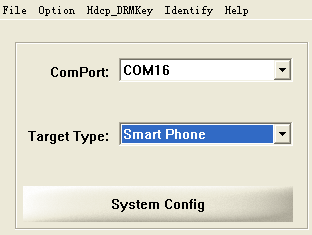 File Option Hdcp_DRMKey Identify Help
ComPort: COM16
Target Type: Smart Phone
System Config